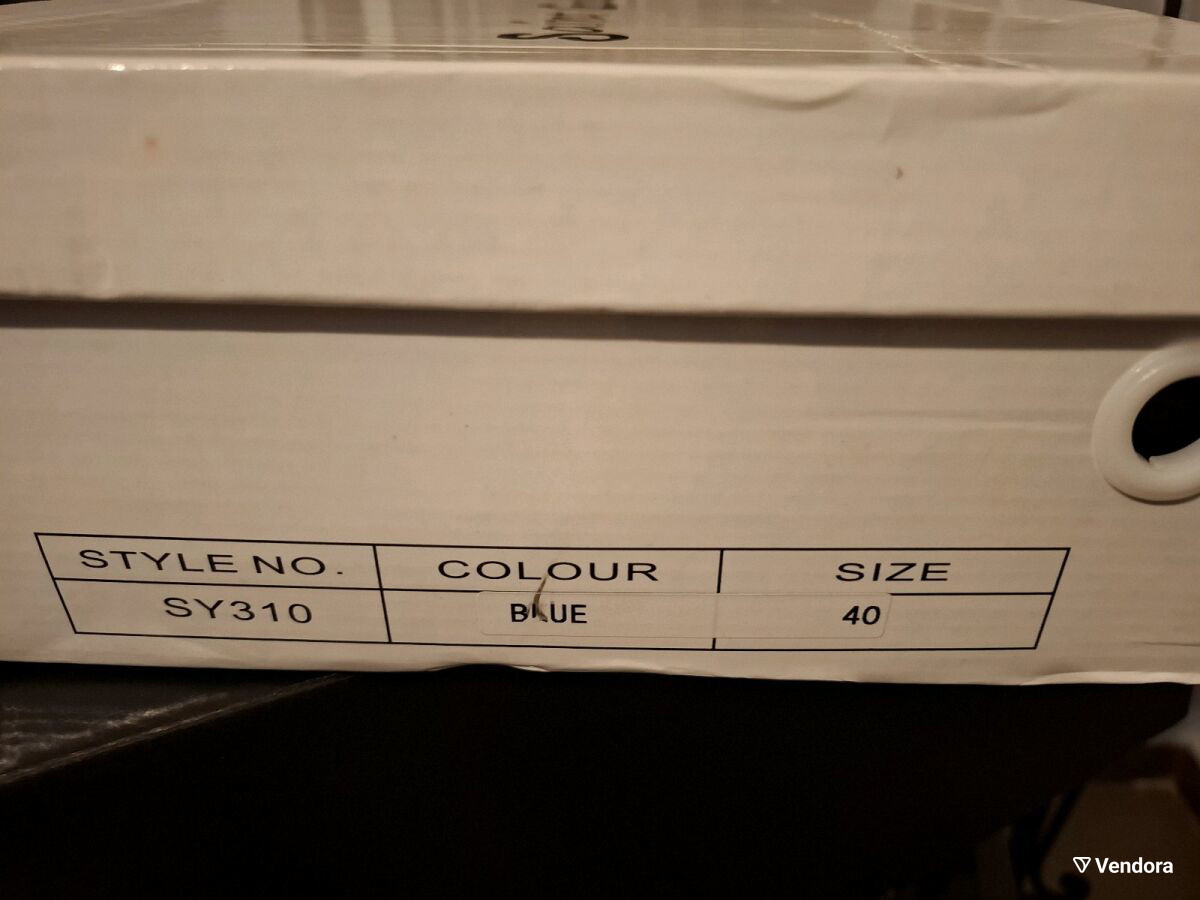 STYLE NO. COLOUR SIZE
SY310 BLUE 40
Vendora